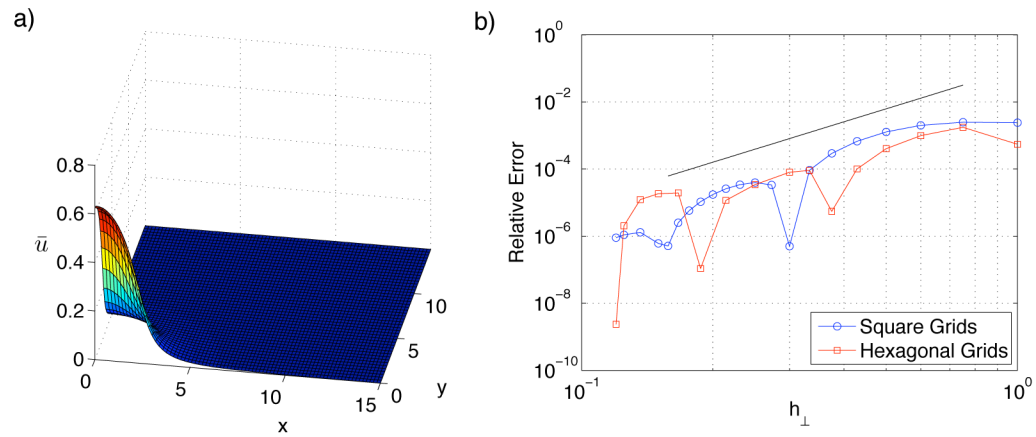 a)
0.8
0.6
ū
0.4
0.2
0
0
5
10
15
x
0
5
10
y
b)
10^0
10^-2
10^-4
10^-6
10^-8
10^-10
Relative Error
10^-1
10^0
h_⊥
Square Grids
Hexagonal Grids